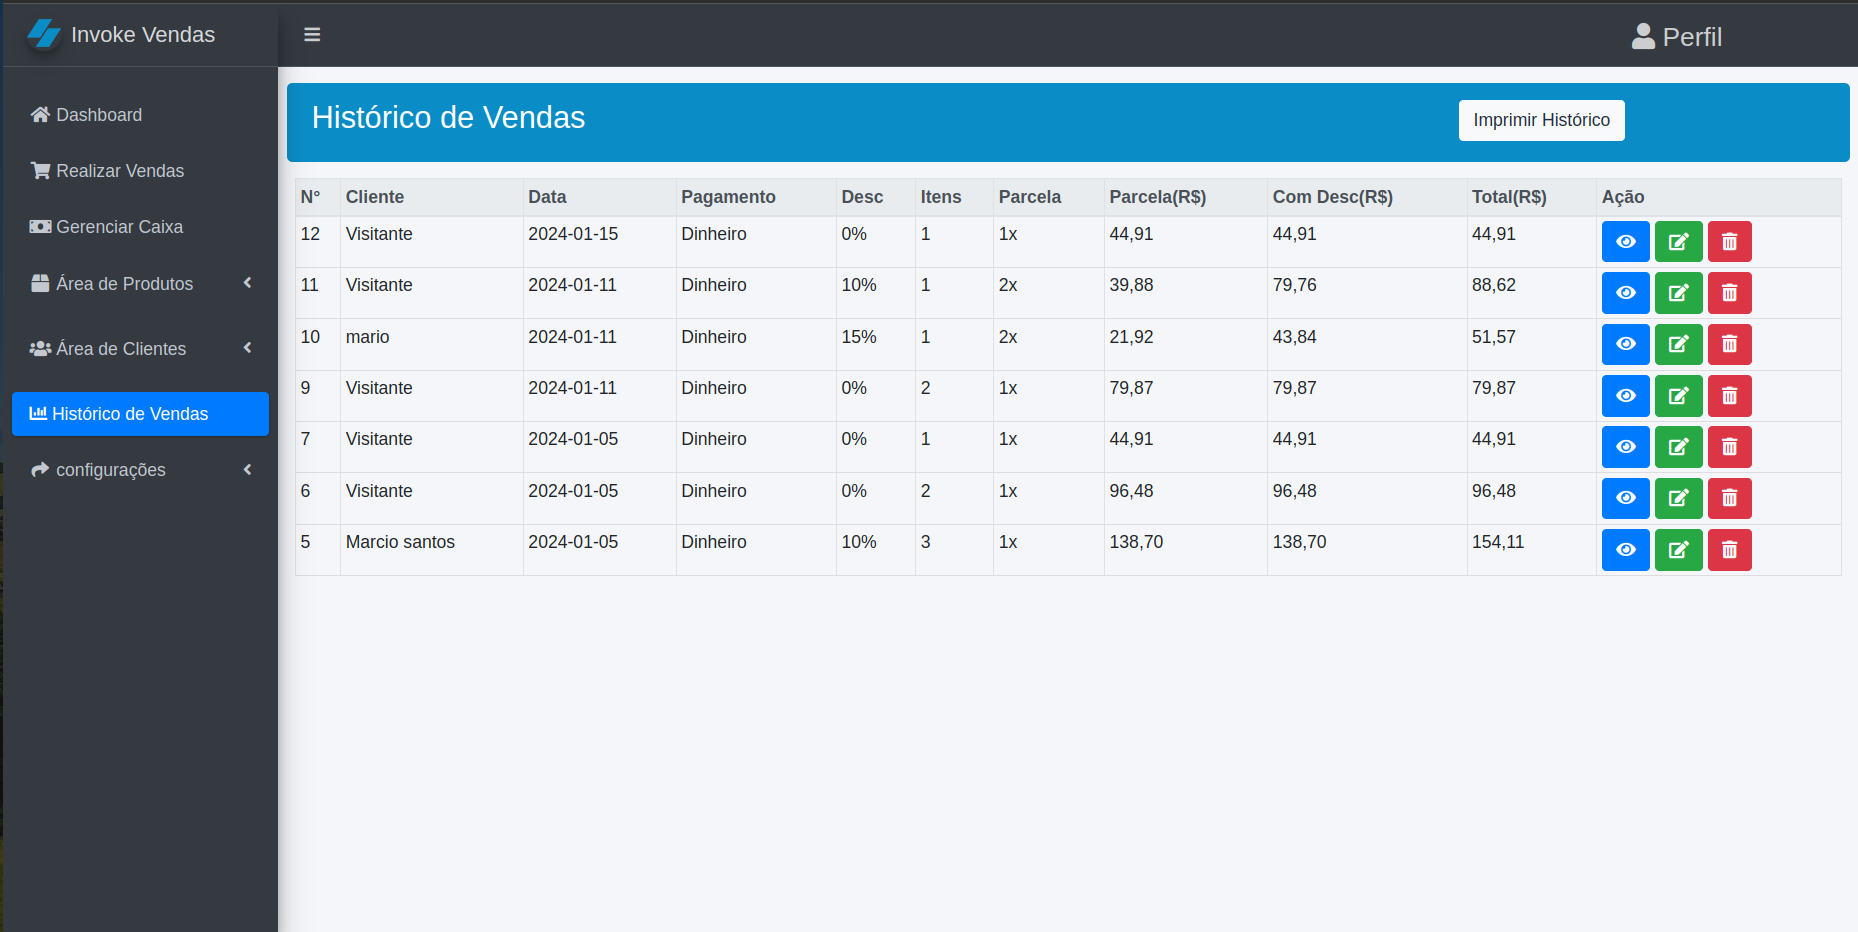 Invoke Vendas
Perfil
Dashboard
Realizar Vendas
Gerenciar Caixa
Área de Produtos
Área de Clientes
Histórico de Vendas
configurações
Histórico de Vendas
Imprimir Histórico
N° Cliente Data Pagamento Desc Itens Parcela Parcela(R$) Com Desc(R$) Total(R$) Ação
12 Visitante 2024-01-15 Dinheiro 0% 1 1x 44,91 44,91 44,91
11 Visitante 2024-01-11 Dinheiro 10% 1 2x 39,88 79,76 88,62
10 mario 2024-01-11 Dinheiro 15% 1 2x 21,92 43,84 51,57
9 Visitante 2024-01-11 Dinheiro 0% 2 1x 79,87 79,87 79,87
7 Visitante 2024-01-05 Dinheiro 0% 1 1x 44,91 44,91 44,91
6 Visitante 2024-01-05 Dinheiro 0% 2 1x 96,48 96,48 96,48
5 Marcio santos 2024-01-05 Dinheiro 10% 3 1x 138,70 138,70 154,11